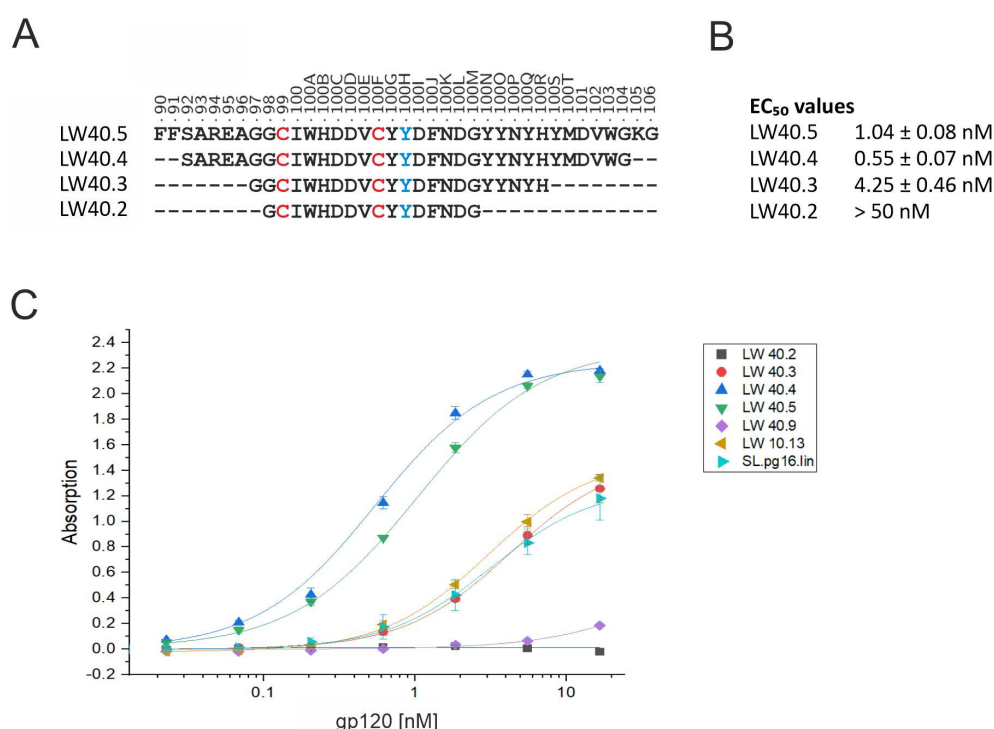 A
90 91 92 93 94 95 96 97 98 99 100 100A 100B 100C 100D 100E 100F 100G 100H 100I 100J 100K 100L 100M 100N 100O 100P 100Q 100R 100S 100T 101 102 103 104 105 106
LW40.5 FFSAREAGGCIWHDDVCYYDFNDGYYNYHYMDVWGKG
LW40.4 --SAREAGGCIWHDDVCYYDFNDGYYNYHYMDVWG--
LW40.3 -------GGCIWHDDVCYYDFNDGYYNYH--------
LW40.2 --------GCIWHDDVCYYDFNDG-------------
B
EC₅₀ values
LW40.5 1.04 ± 0.08 nM
LW40.4 0.55 ± 0.07 nM
LW40.3 4.25 ± 0.46 nM
LW40.2 > 50 nM
C
Absorption
2.4
2.2
2.0
1.8
1.6
1.4
1.2
1.0
0.8
0.6
0.4
0.2
0.0
-0.2
0.1 1 10
gp120 [nM]
LW 40.2
LW 40.3
LW 40.4
LW 40.5
LW 40.9
LW 10.13
SL.pg16.lin